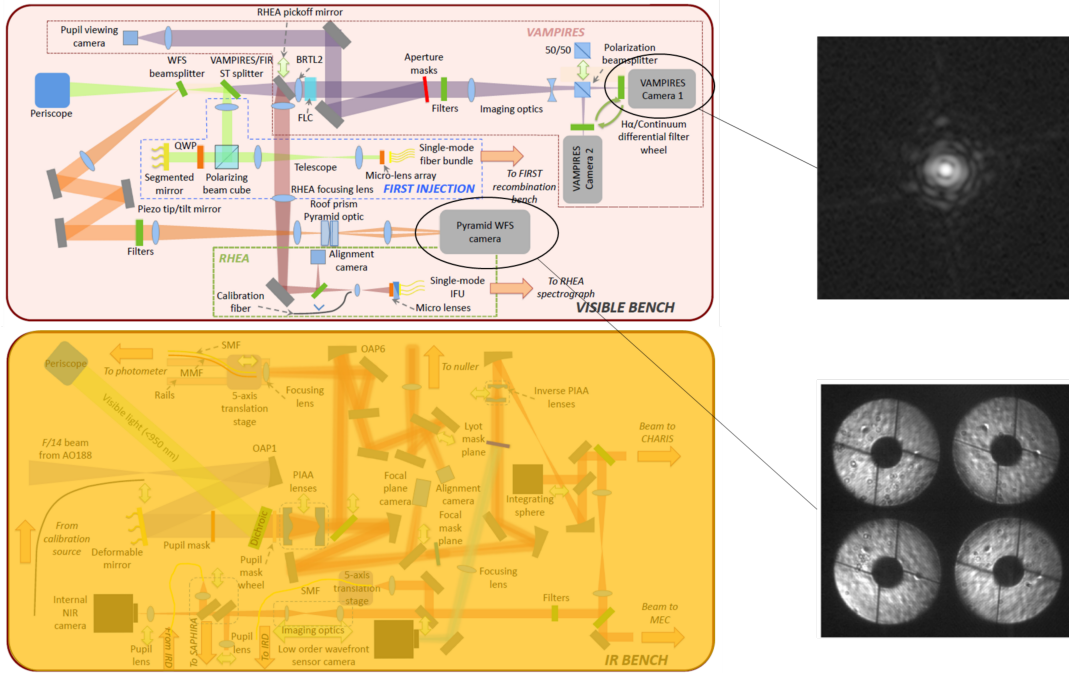 RHEA pickoff mirror
Pupil viewing
camera
VAMPIRES
WFS
beamsplitter
VAMPIRES/FIR
ST splitter
BRTL2
50/50
Polarization
beamsplitter
Aperture
masks
VAMPIRES
Camera 1
Periscope
FLC
Filters
Imaging optics
Hα/Continuum
differential filter
wheel
VAMPIRES
Camera 2
QWP
Single-mode
fiber bundle
Segmented
mirror
Polarizing
beam cube
Telescope
Micro-lens array
To FIRST
recombination
bench
RHEA focusing lens
FIRST INJECTION
Piezo tip/tilt mirror
Roof prism
Pyramid optic
Pyramid WFS
camera
Filters
RHEA
Alignment
camera
Single-mode
IFU
To RHEA
spectrograph
Calibration
fiber
Micro lenses
VISIBLE BENCH
Periscope
SMF
To photometer
MMF
Rails
5-axis
translation
stage
Focusing
lens
OAP6
To nuller
Inverse PIAA
lenses
Visible light (<950 nm)
F/14 beam
from AO188
OAP1
Lyot
mask
plane
Beam to
CHARIS
PIAA
lenses
Focal
plane
camera
Alignment
camera
Integrating
sphere
From
calibration
source
Focal
mask
plane
Deformable
mirror
Pupil mask
Dichroic
Pupil
mask
wheel
Focusing
lens
SMF
5-axis
translation
stage
Internal
NIR
camera
Filters
Beam to
MEC
Pupil
lens
From IRD
To SAPHIRA
Pupil
lens
To IRD
Imaging optics
Low order wavefront
sensor camera
IR BENCH